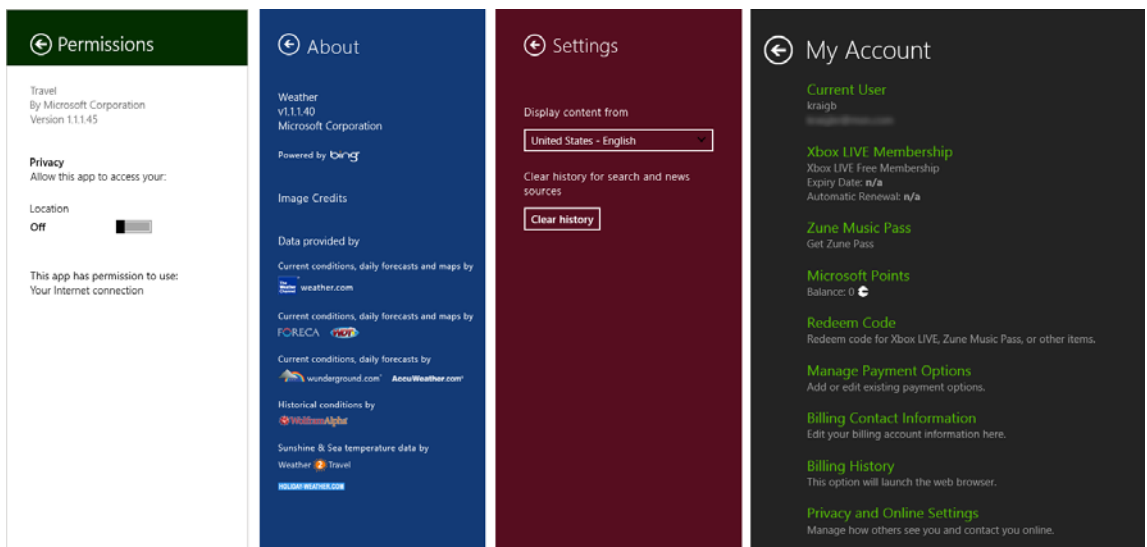 Permissions
Travel
By Microsoft Corporation
Version 1.1.1.45
Privacy
Allow this app to access your:
Location
Off
This app has permission to use:
Your Internet connection
About
Weather
v1.1.1.40
Microsoft Corporation
Powered by bing
Image Credits
Data provided by
Current conditions, daily forecasts and maps by
The Weather Channel weather.com
Current conditions, daily forecasts and maps by
FORECA
Current conditions, daily forecasts by
wunderground.com AccuWeather.com
Historical conditions by
WolframAlpha
Sunshine & Sea temperature data by
Weather 2 Travel
HOLIDAY-WEATHER.COM
Settings
Display content from
United States - English
Clear history for search and news
sources
Clear history
My Account
Current User
kraigb
Xbox LIVE Membership
Xbox LIVE Free Membership
Expiry Date: n/a
Automatic Renewal: n/a
Zune Music Pass
Get Zune Pass
Microsoft Points
Balance: 0
Redeem Code
Redeem code for Xbox LIVE, Zune Music Pass, or other items.
Manage Payment Options
Add or edit existing payment options.
Billing Contact Information
Edit your billing account information here.
Billing History
This option will launch the web browser.
Privacy and Online Settings
Manage how others see you and contact you online.